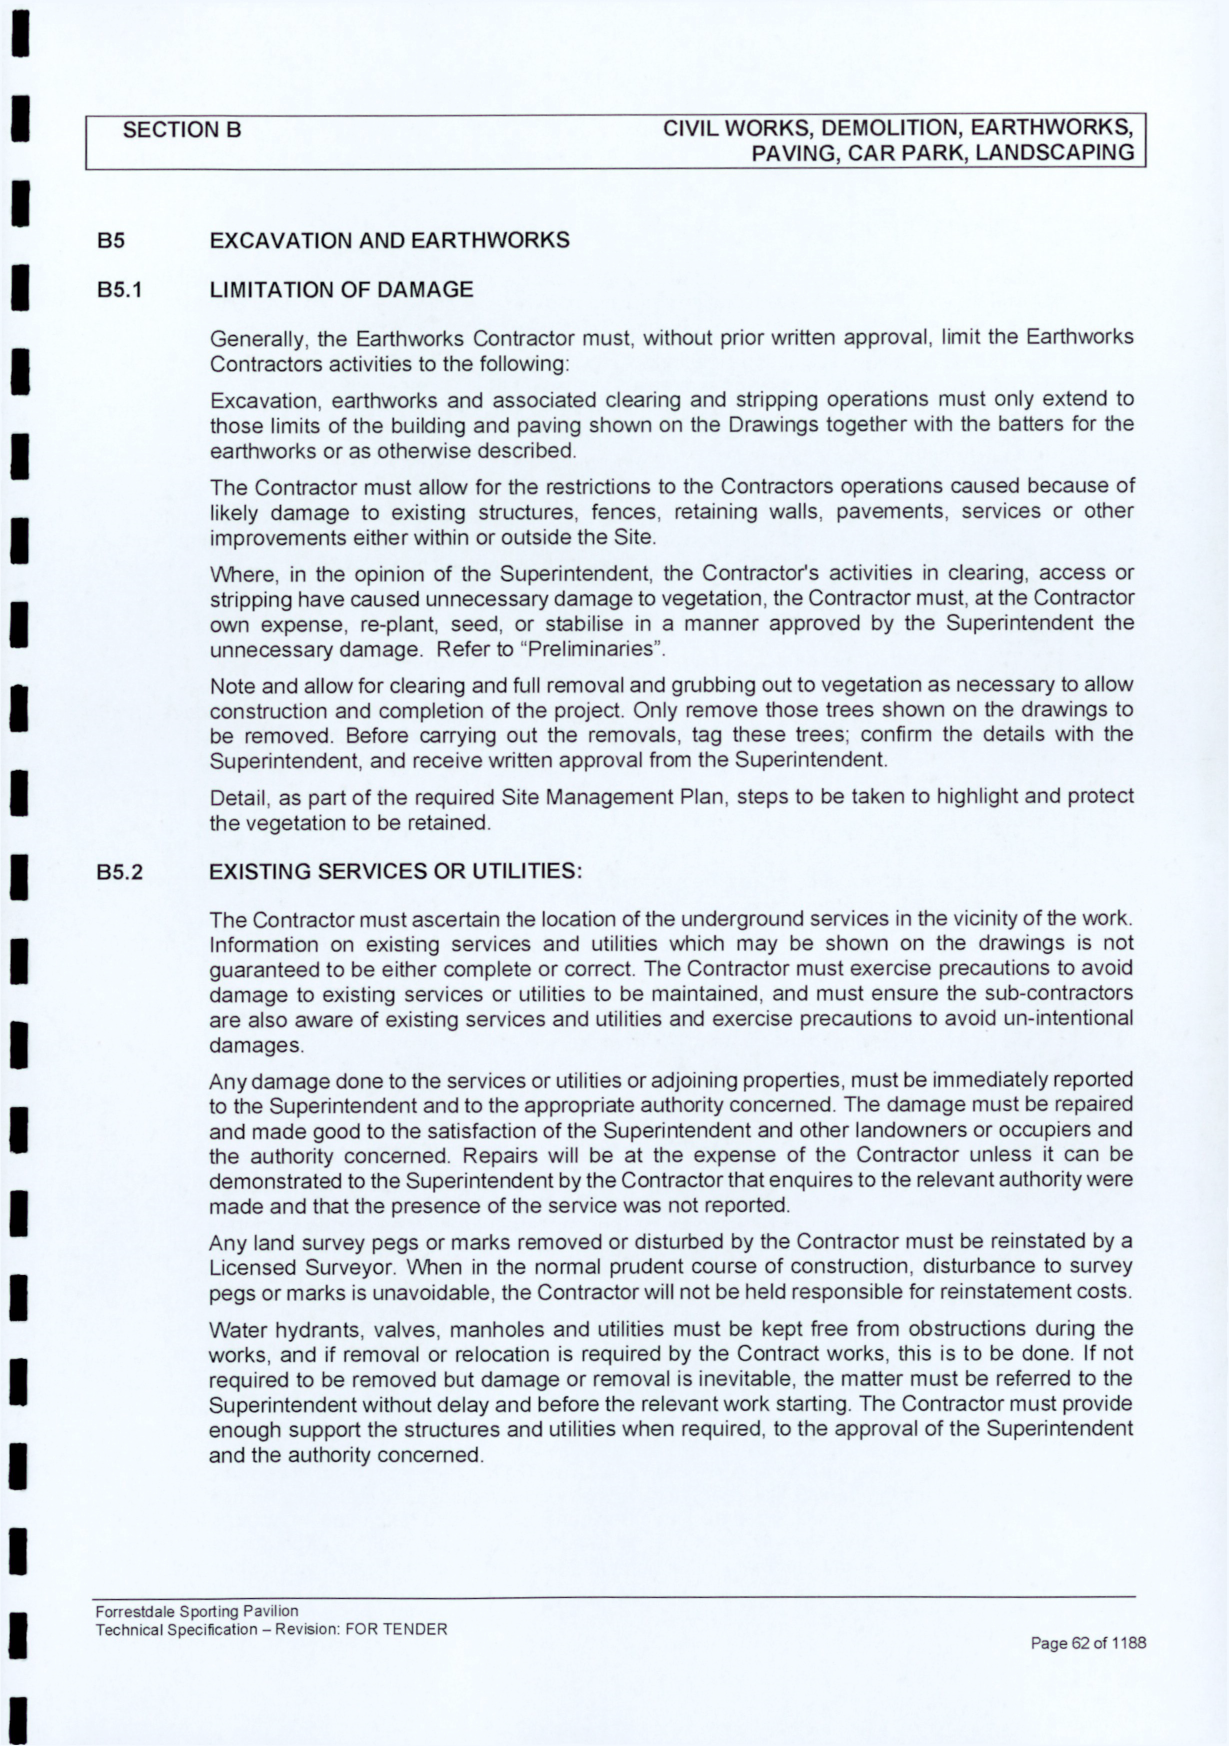 SECTION B
CIVIL WORKS, DEMOLITION, EARTHWORKS,
PAVING, CAR PARK, LANDSCAPING
B5 EXCAVATION AND EARTHWORKS
B5.1 LIMITATION OF DAMAGE
Generally, the Earthworks Contractor must, without prior written approval, limit the Earthworks
Contractors activities to the following:
Excavation, earthworks and associated clearing and stripping operations must only extend to
those limits of the building and paving shown on the Drawings together with the batters for the
earthworks or as otherwise described.
The Contractor must allow for the restrictions to the Contractors operations caused because of
likely damage to existing structures, fences, retaining walls, pavements, services or other
improvements either within or outside the Site.
Where, in the opinion of the Superintendent, the Contractor's activities in clearing, access or
stripping have caused unnecessary damage to vegetation, the Contractor must, at the Contractor
own expense, re-plant, seed, or stabilise in a manner approved by the Superintendent the
unnecessary damage. Refer to “Preliminaries”.
Note and allow for clearing and full removal and grubbing out to vegetation as necessary to allow
construction and completion of the project. Only remove those trees shown on the drawings to
be removed. Before carrying out the removals, tag these trees; confirm the details with the
Superintendent, and receive written approval from the Superintendent.
Detail, as part of the required Site Management Plan, steps to be taken to highlight and protect
the vegetation to be retained.
B5.2 EXISTING SERVICES OR UTILITIES:
The Contractor must ascertain the location of the underground services in the vicinity of the work.
Information on existing services and utilities which may be shown on the drawings is not
guaranteed to be either complete or correct. The Contractor must exercise precautions to avoid
damage to existing services or utilities to be maintained, and must ensure the sub-contractors
are also aware of existing services and utilities and exercise precautions to avoid un-intentional
damages.
Any damage done to the services or utilities or adjoining properties, must be immediately reported
to the Superintendent and to the appropriate authority concerned. The damage must be repaired
and made good to the satisfaction of the Superintendent and other landowners or occupiers and
the authority concerned. Repairs will be at the expense of the Contractor unless it can be
demonstrated to the Superintendent by the Contractor that enquires to the relevant authority were
made and that the presence of the service was not reported.
Any land survey pegs or marks removed or disturbed by the Contractor must be reinstated by a
Licensed Surveyor. When in the normal prudent course of construction, disturbance to survey
pegs or marks is unavoidable, the Contractor will not be held responsible for reinstatement costs.
Water hydrants, valves, manholes and utilities must be kept free from obstructions during the
works, and if removal or relocation is required by the Contract works, this is to be done. If not
required to be removed but damage or removal is inevitable, the matter must be referred to the
Superintendent without delay and before the relevant work starting. The Contractor must provide
enough support the structures and utilities when required, to the approval of the Superintendent
and the authority concerned.
Forrestdale Sporting Pavilion
Technical Specification – Revision: FOR TENDER
Page 62 of 1188